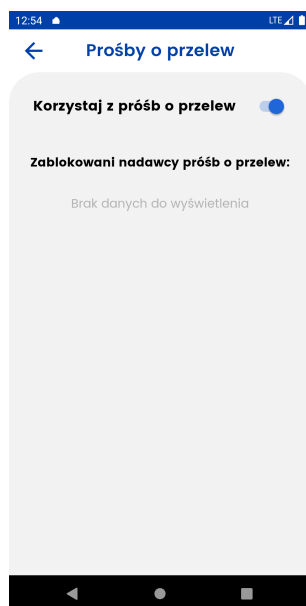 12:54 LTE
Prośby o przelew
Korzystaj z próśb o przelew
Zablokowani nadawcy próśb o przelew:
Brak danych do wyświetlenia